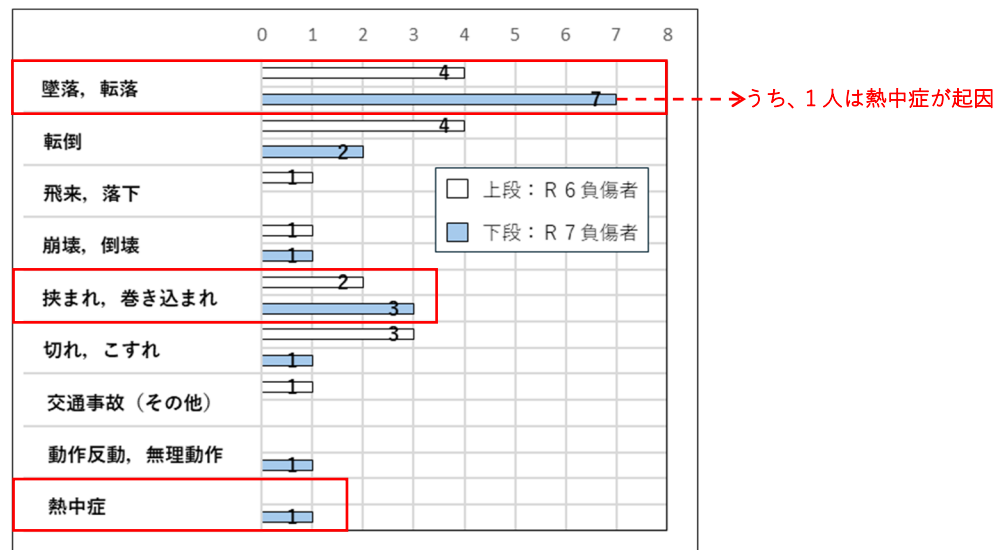 0 1 2 3 4 5 6 7 8
墜落，転落
4
7
うち、１人は熱中症が起因
転倒
4
2
飛来，落下
1
上段：Ｒ６負傷者
下段：Ｒ７負傷者
崩壊，倒壊
1
1
挟まれ，巻き込まれ
2
3
切れ，こすれ
3
1
交通事故（その他）
1
動作反動，無理動作
1
熱中症
1